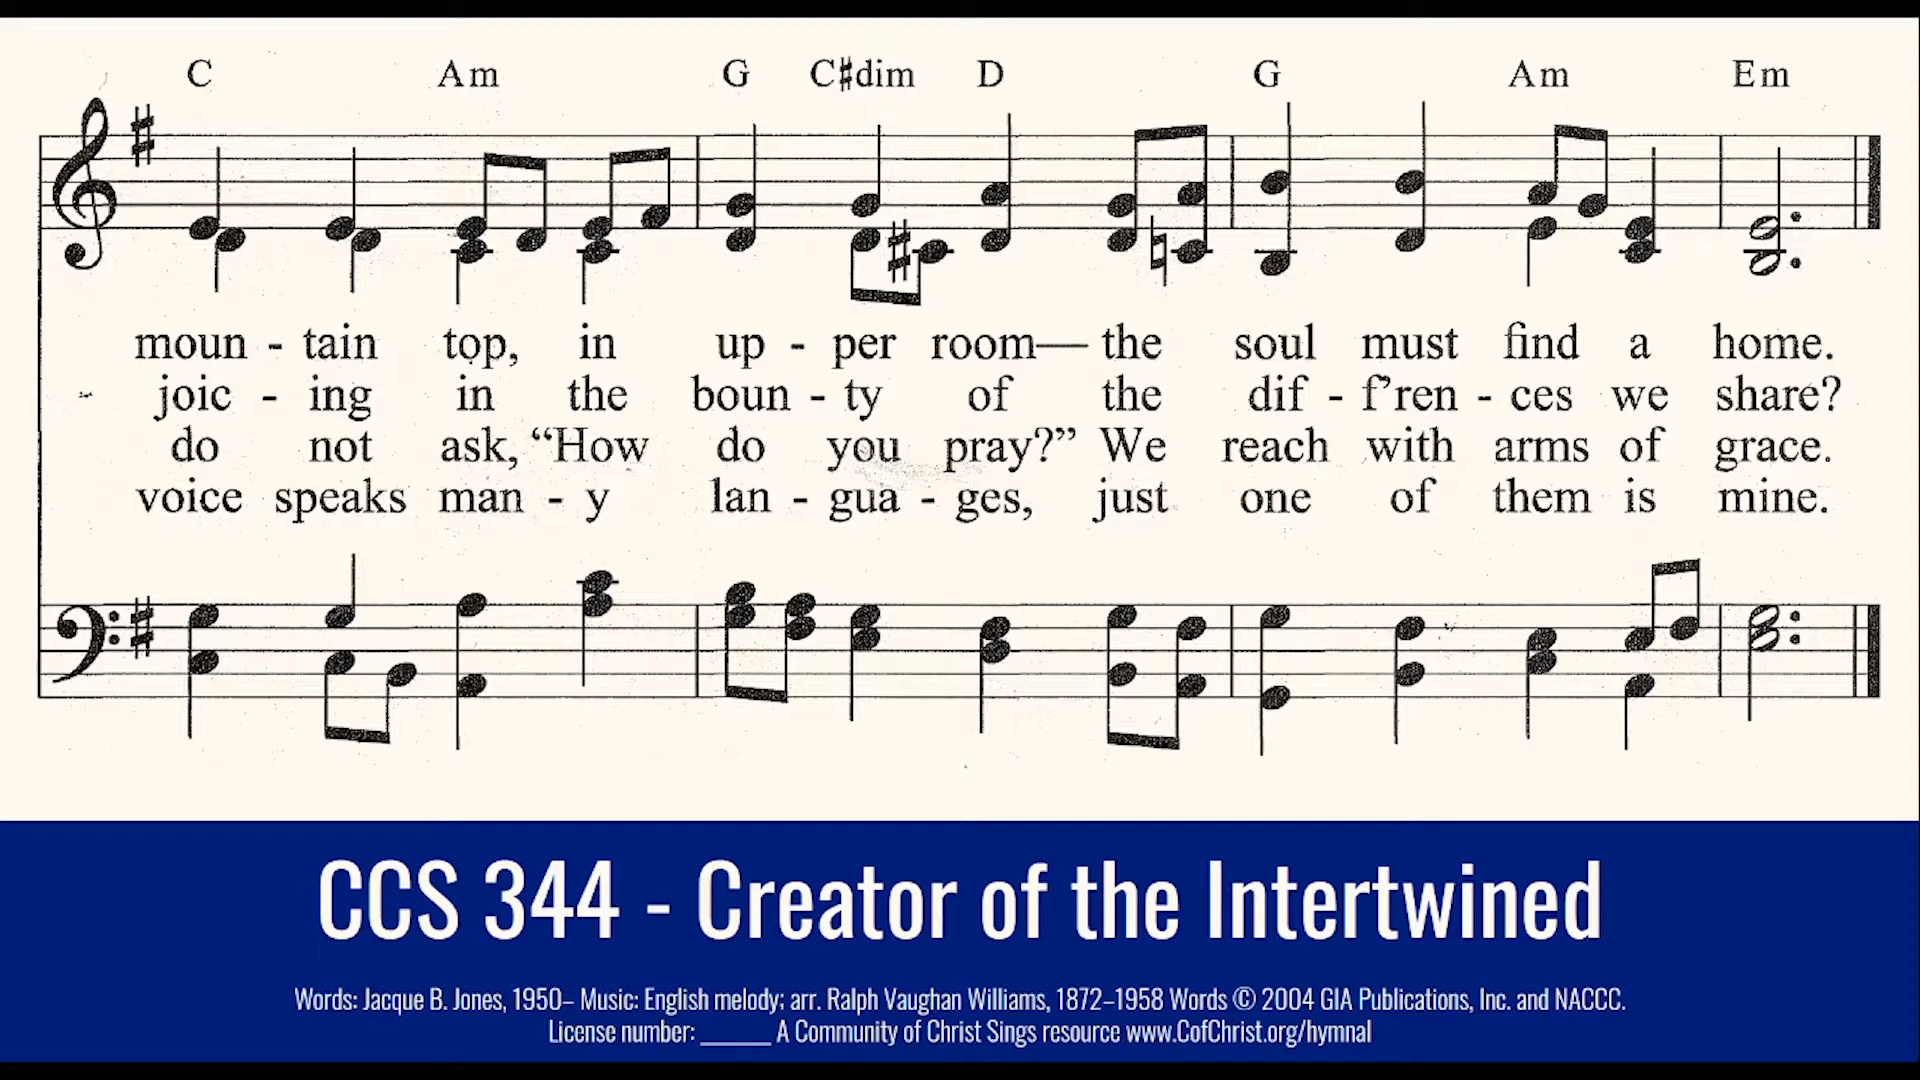 C Am G C♯dim D G Am Em
moun - tain top, in up - per room— the soul must find a home.
joic - ing in the boun - ty of the dif - f’ren - ces we share?
do not ask, “How do you pray?” We reach with arms of grace.
voice speaks man - y lan - gua - ges, just one of them is mine.
CCS 344 - Creator of the Intertwined
Words: Jacque B. Jones, 1950– Music: English melody; arr. Ralph Vaughan Williams, 1872–1958 Words © 2004 GIA Publications, Inc. and NACCC.
License number: ______ A Community of Christ Sings resource www.CofChrist.org/hymnal